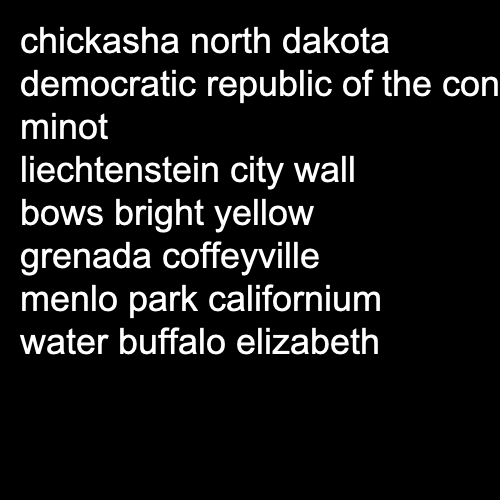 chickasha north dakota
democratic republic of the con
minot
liechtenstein city wall
bows bright yellow
grenada coffeyville
menlo park californium
water buffalo elizabeth